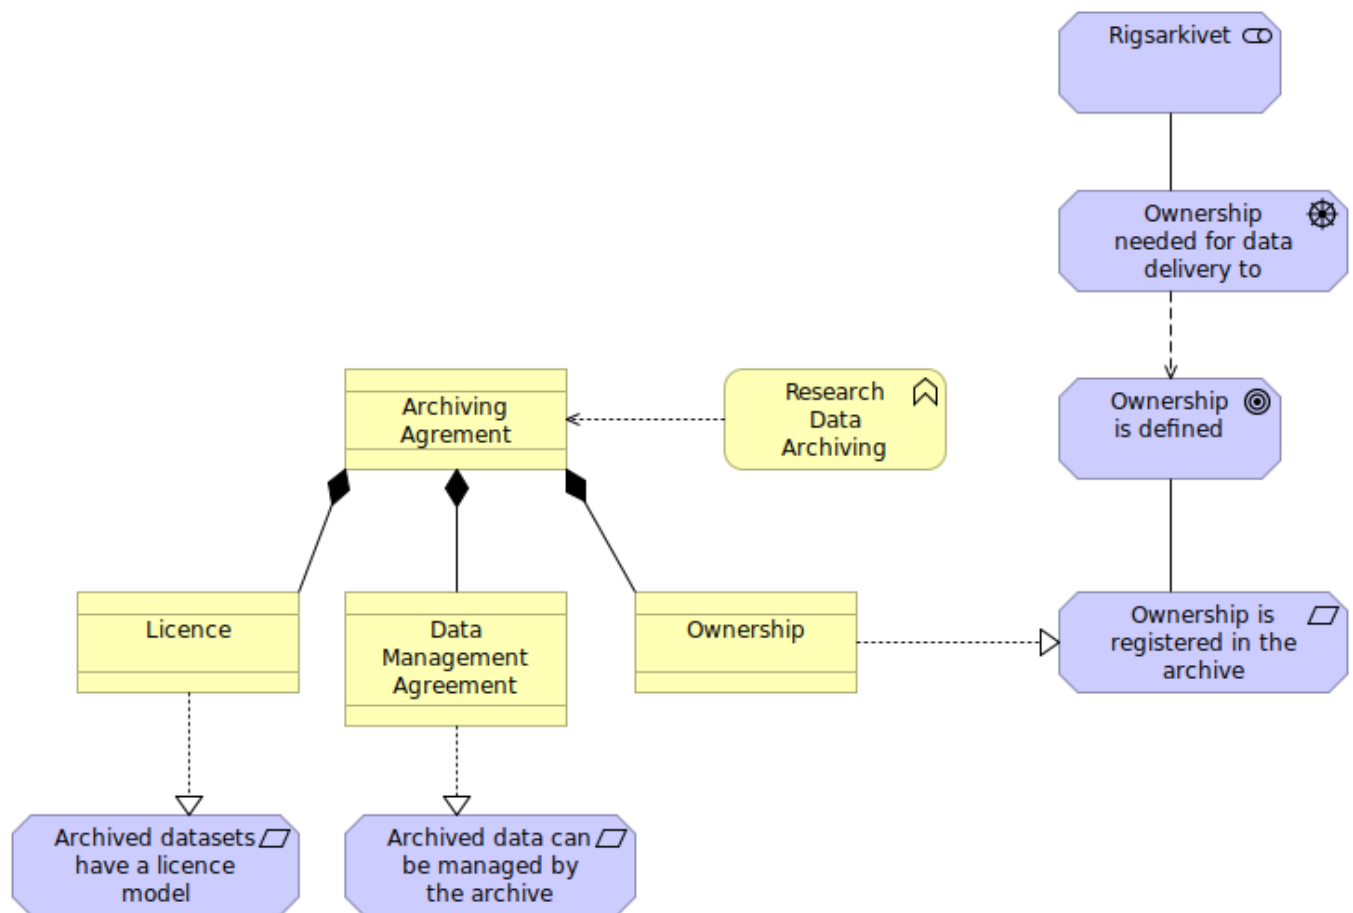 Rigsarkivet
Ownership
needed for data
delivery to
Archiving
Agrement
Research
Data
Archiving
Ownership
is defined
Licence
Data
Management
Agreement
Ownership
Ownership is
registered in the
archive
Archived datasets
have a licence
model
Archived data can
be managed by
the archive